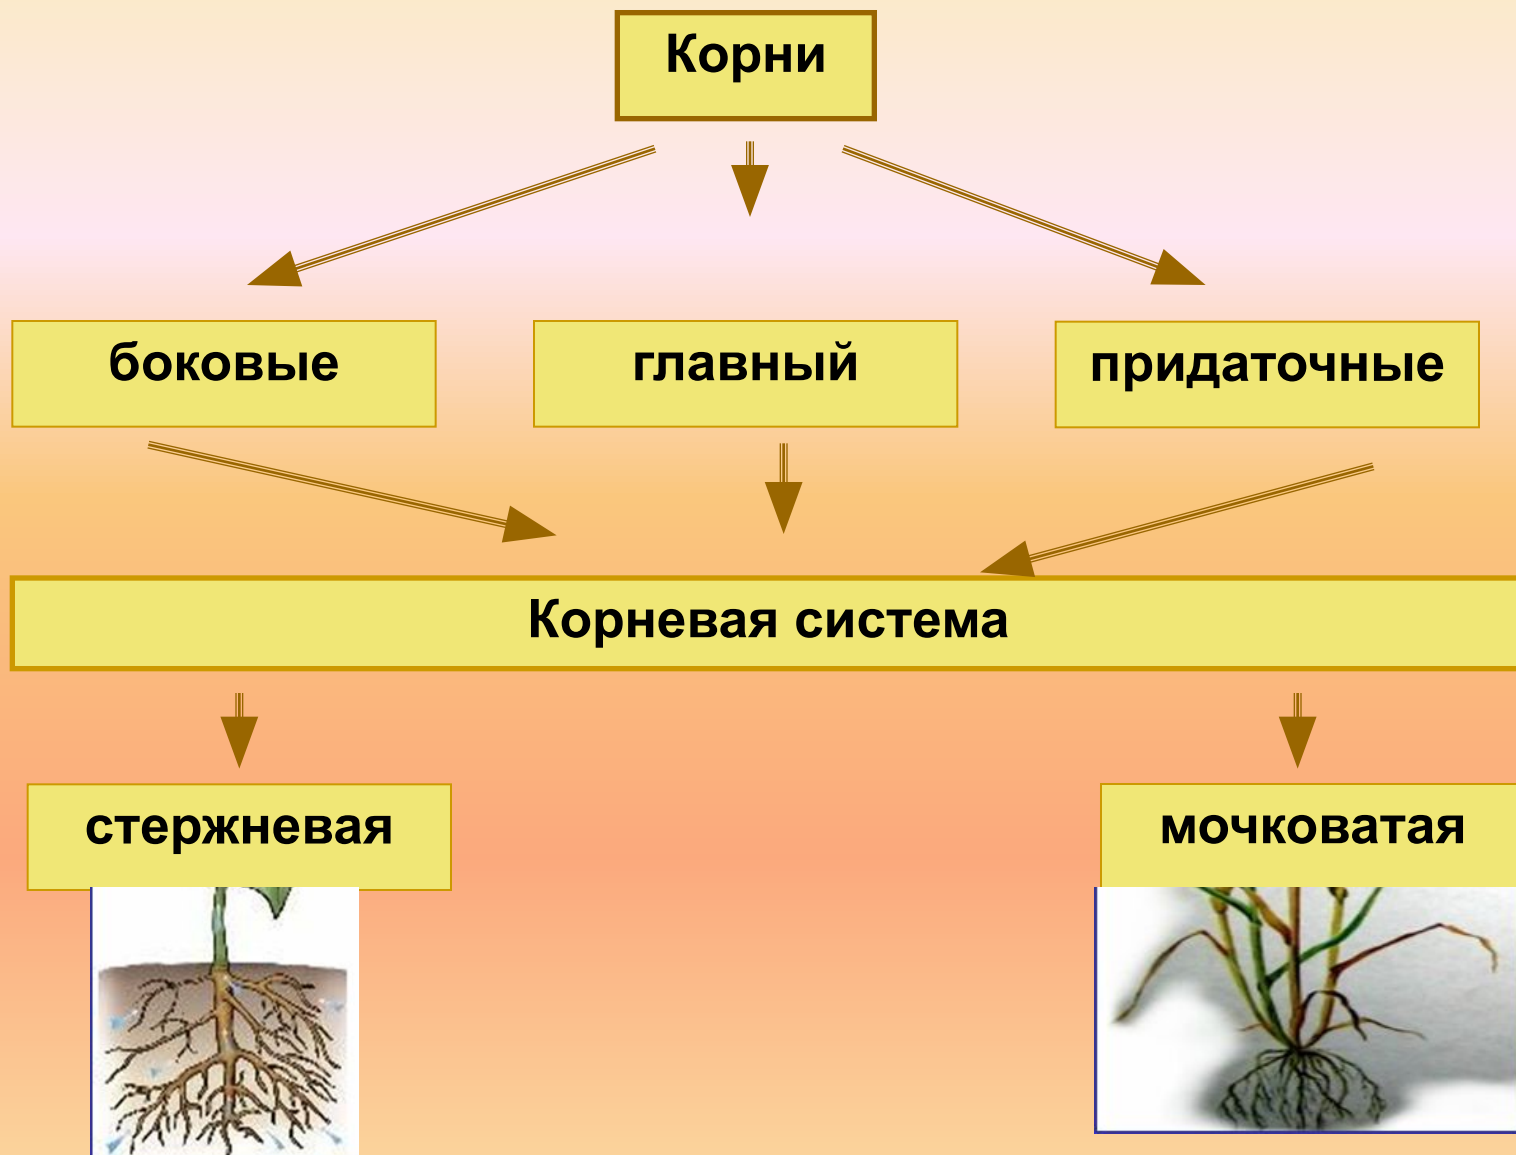 Корни
боковые
главный
придаточные
Корневая система
стержневая
мочковатая